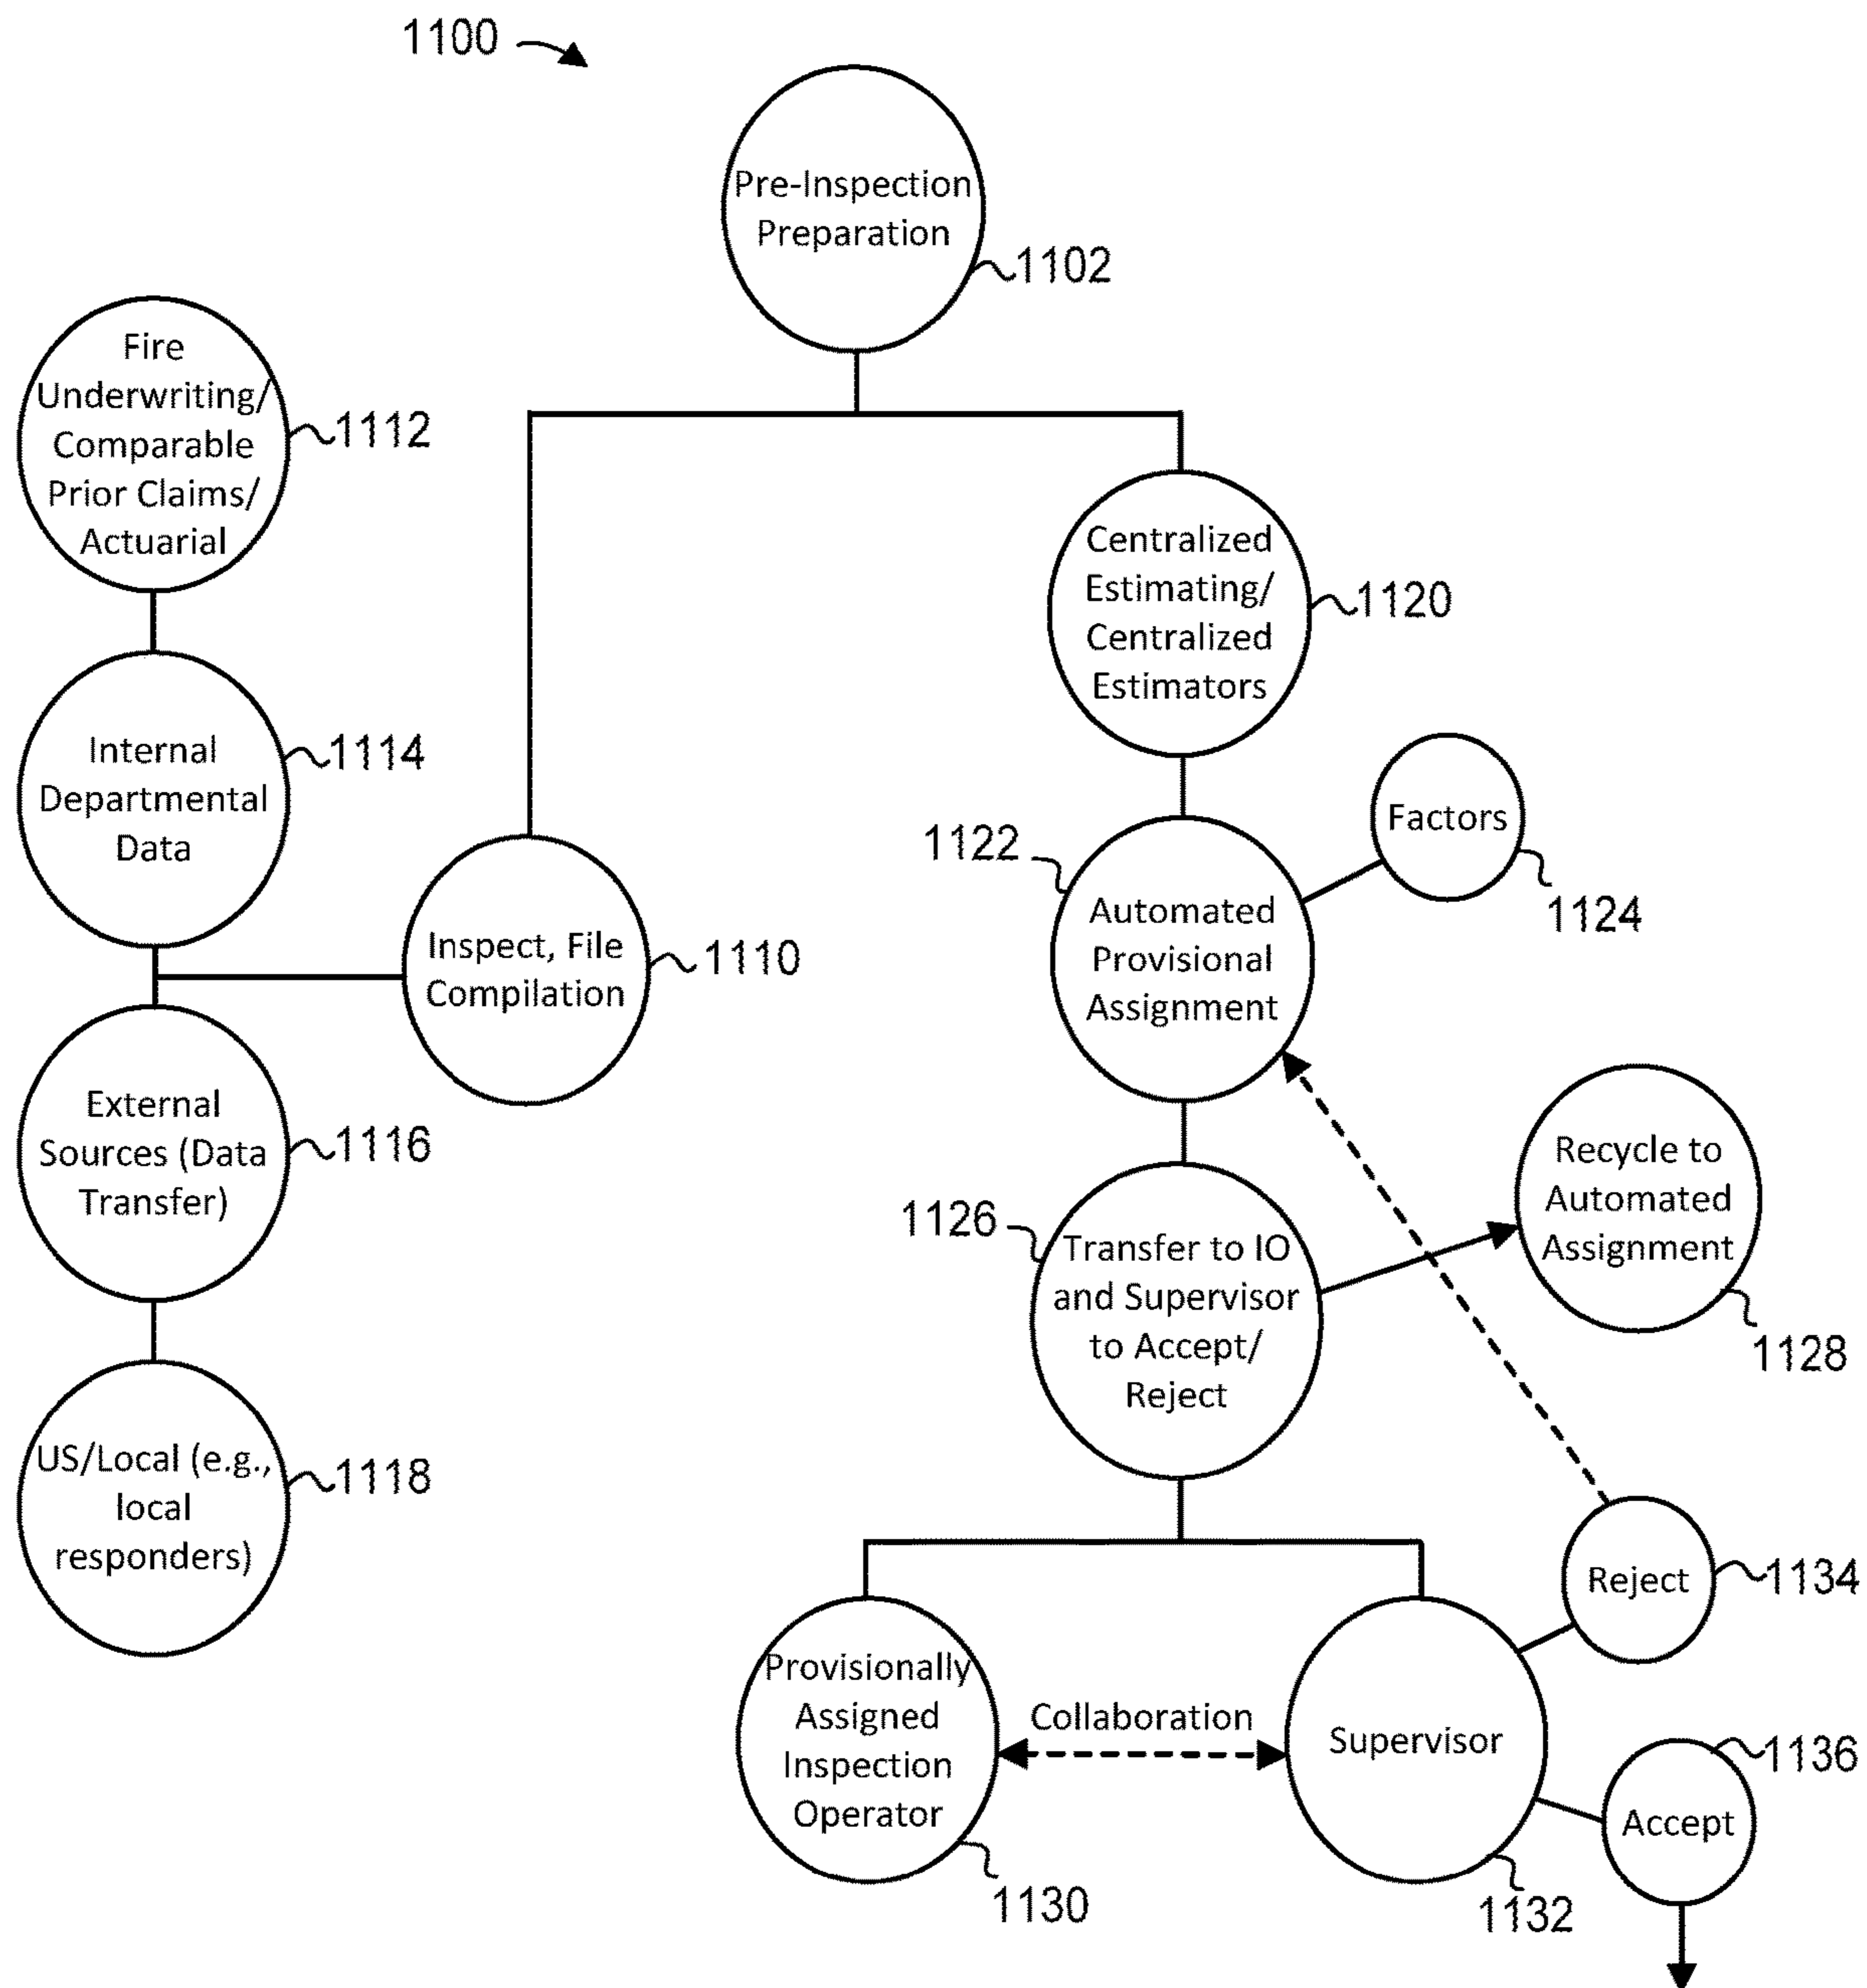 1100
Pre-Inspection
Preparation
1102
Fire
Underwriting/
Comparable
Prior Claims/
Actuarial
1112
Internal
Departmental
Data
1114
Inspect, File
Compilation
1110
External
Sources (Data
Transfer)
1116
US/Local (e.g.,
local
responders)
1118
Centralized
Estimating/
Centralized
Estimators
1120
1122
Automated
Provisional
Assignment
Factors
1124
1126
Transfer to IO
and Supervisor
to Accept/
Reject
Recycle to
Automated
Assignment
1128
Provisionally
Assigned
Inspection
Operator
1130
Collaboration
Supervisor
1132
Reject
1134
Accept
1136